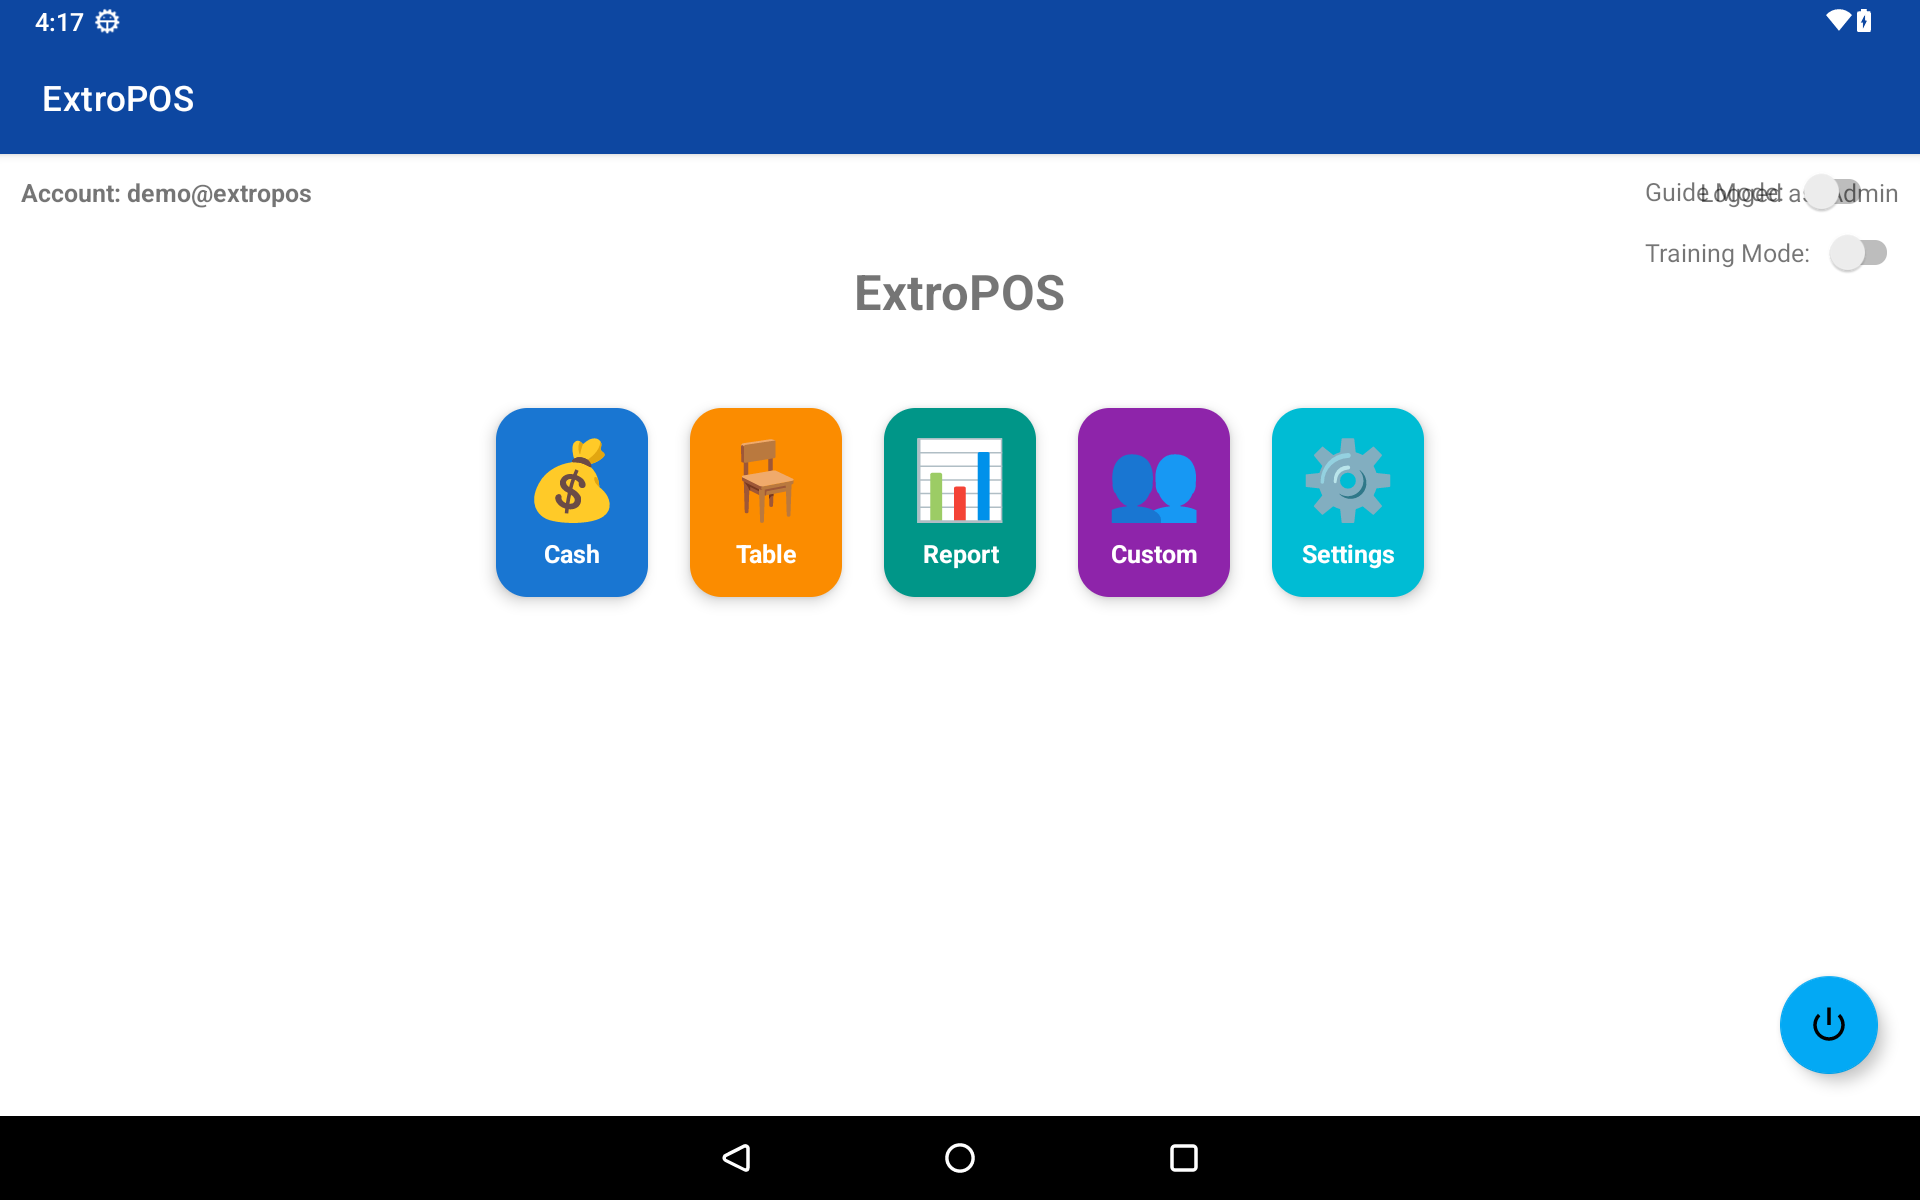 4:17
ExtroPOS
Account: demo@extropos
Guide Mode:
Logged as Admin
Training Mode:
ExtroPOS
Cash
Table
Report
Custom
Settings